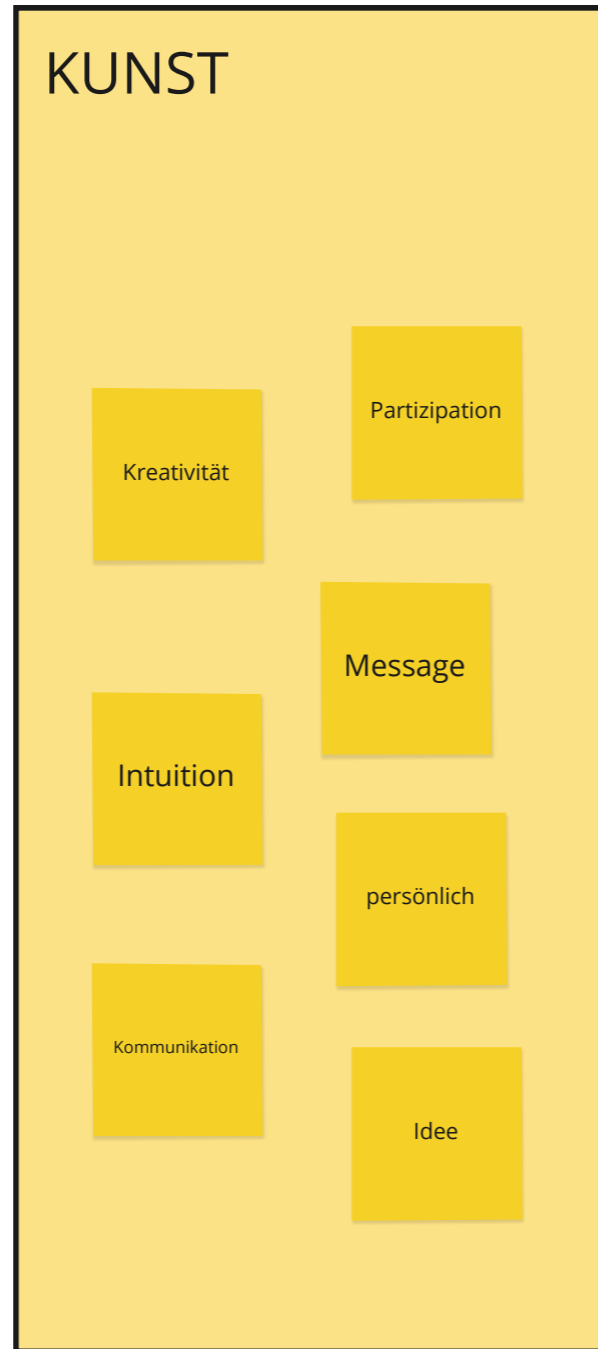 KUNST
Partizipation
Kreativität
Message
Intuition
persönlich
Kommunikation
Idee